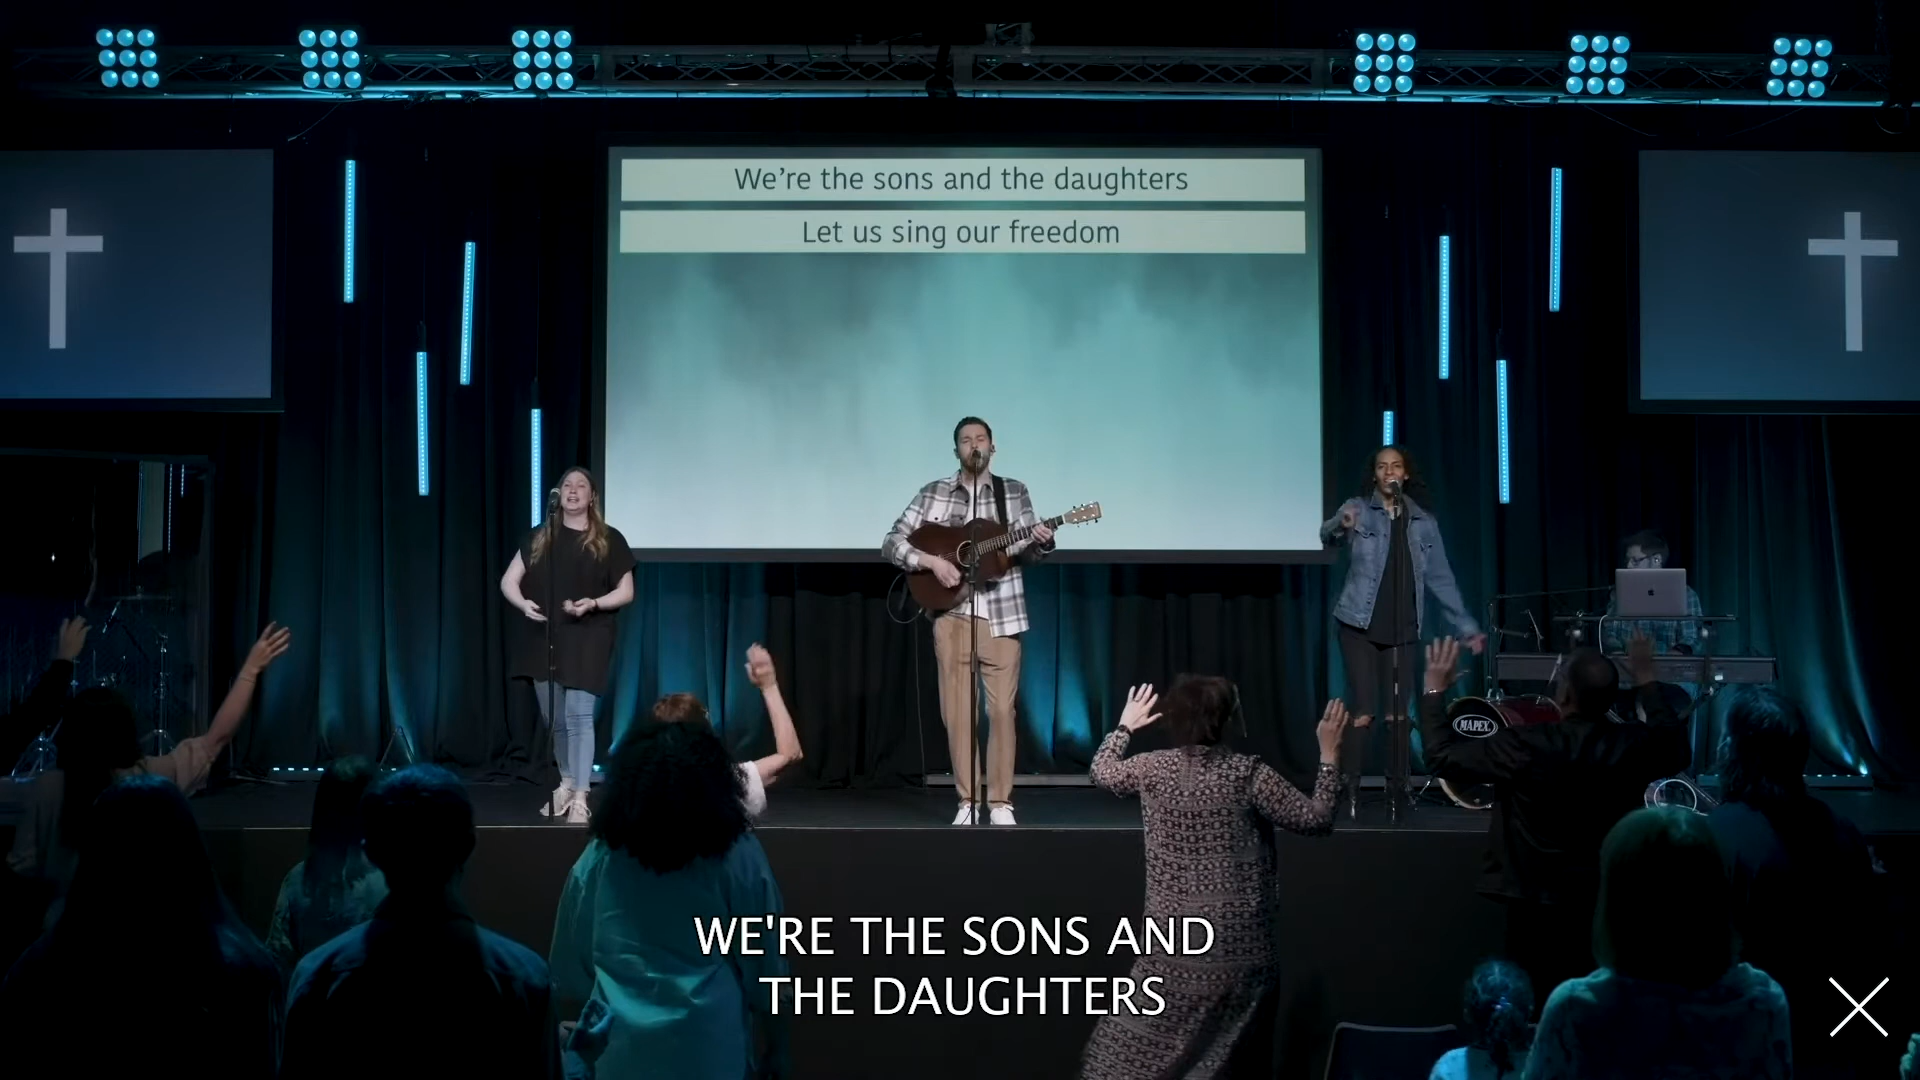 We're the sons and the daughters
Let us sing our freedom
MAPEX
WE'RE THE SONS AND
THE DAUGHTERS